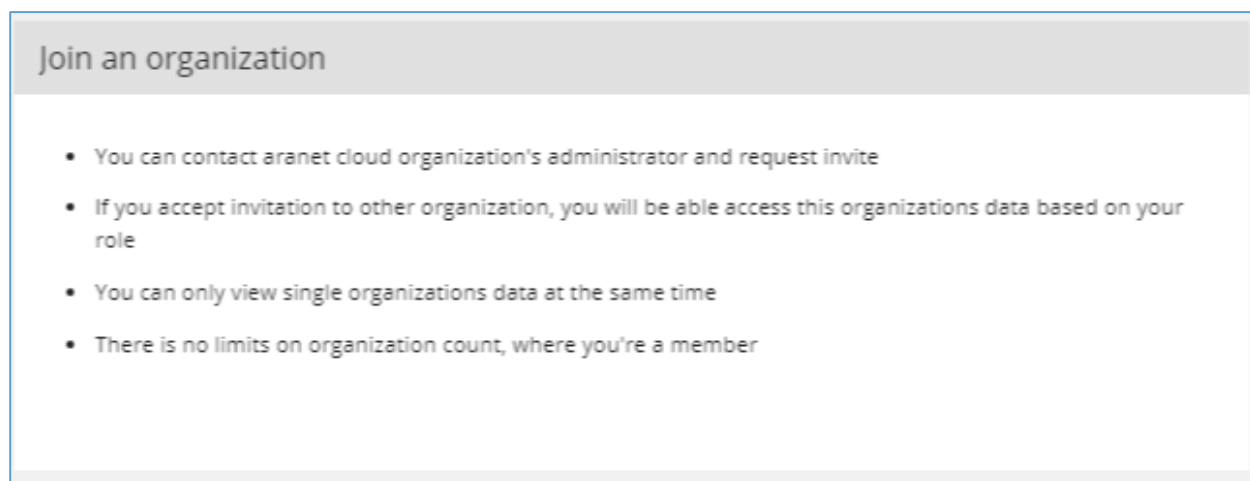 Join an organization
• You can contact aranet cloud organization's administrator and request invite
• If you accept invitation to other organization, you will be able access this organizations data based on your
role
• You can only view single organizations data at the same time
• There is no limits on organization count, where you're a member